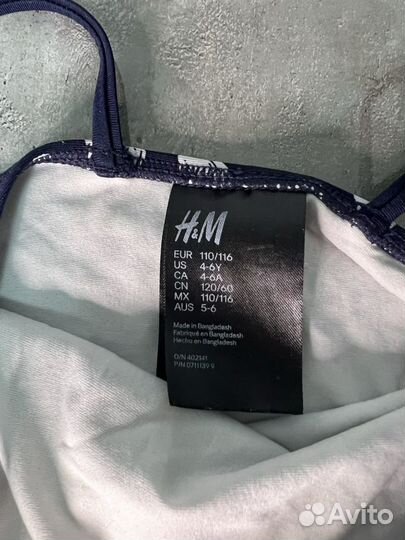 H&M
EUR 110/116
US 4-6Y
CA 4-6A
CN 120/60
MX 110/116
AUS 5-6
Made in Bangladesh
Fabriqué en Bangladesh
Hecho en Bangladesh
O/N 402141
P/N 0711139 9
Avito